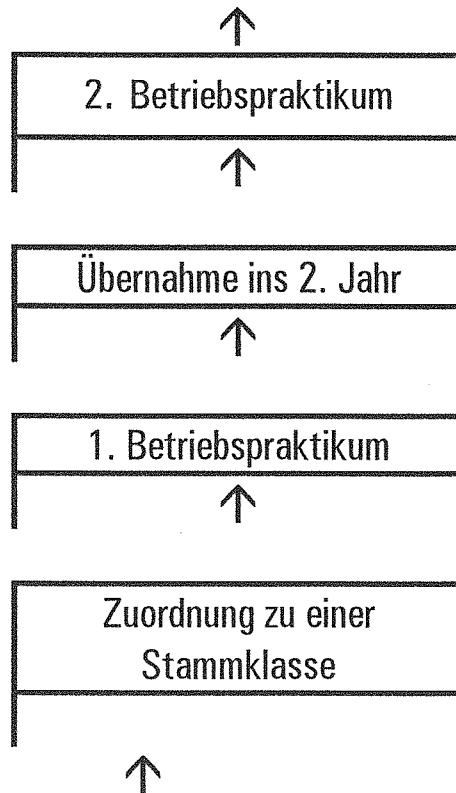 2. Betriebspraktikum
Übernahme ins 2. Jahr
1. Betriebspraktikum
Zuordnung zu einer
Stammklasse